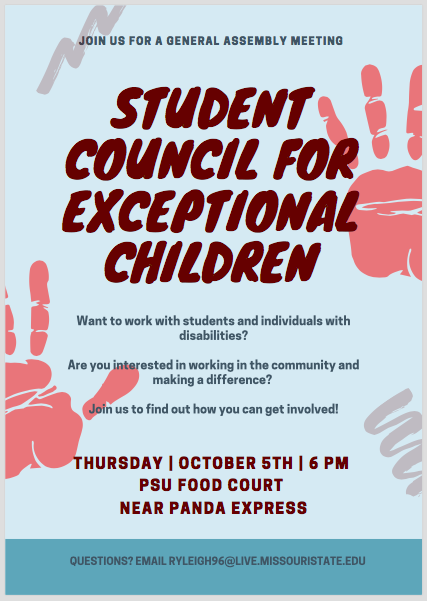 JOIN US FOR A GENERAL ASSEMBLY MEETING
STUDENT
COUNCIL FOR
EXCEPTIONAL
CHILDREN
Want to work with students and individuals with
disabilities?
Are you interested in working in the community and
making a difference?
Join us to find out how you can get involved!
THURSDAY | OCTOBER 5TH | 6 PM
PSU FOOD COURT
NEAR PANDA EXPRESS
QUESTIONS? EMAIL RYLEIGH96@LIVE.MISSOURISTATE.EDU